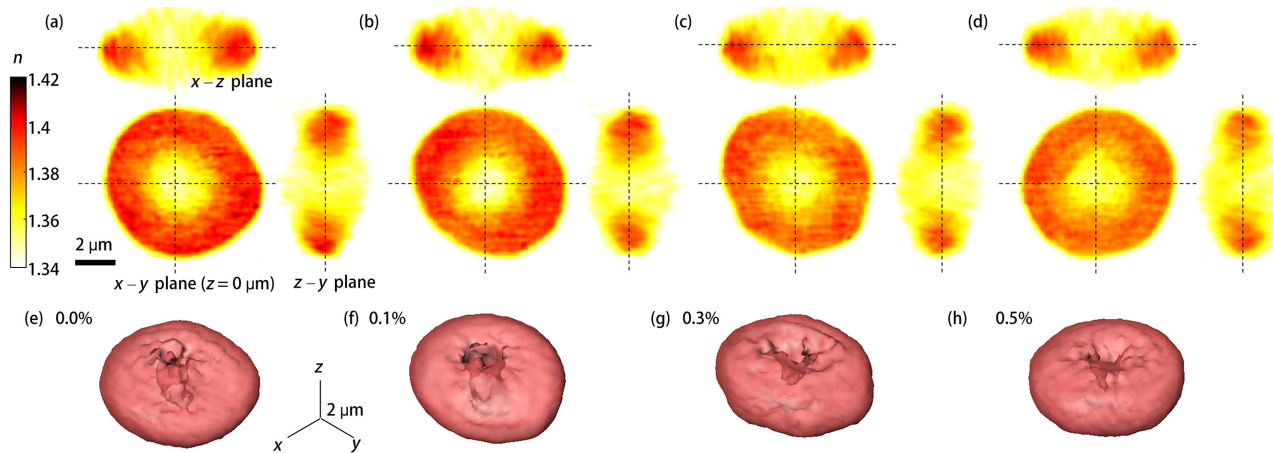 (a)
(b)
(c)
(d)
n
1.42
1.4
1.38
1.36
1.34
x – z plane
2 µm
x – y plane (z = 0 µm)
z – y plane
(e) 0.0%
(f) 0.1%
(g) 0.3%
(h) 0.5%
z
2 µm
x
y